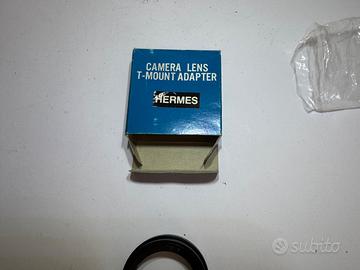 CAMERA LENS
T-MOUNT ADAPTER
HERMES
subito